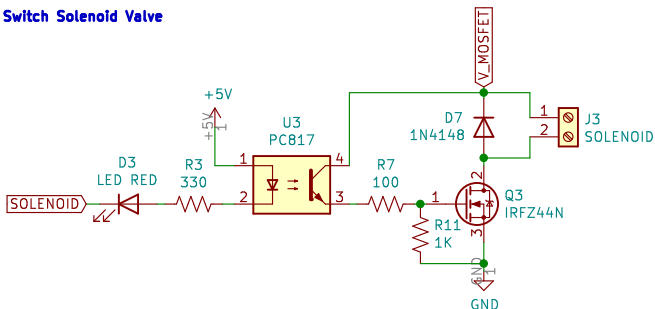 Switch Solenoid Valve
V_MOSFET
+5V
+5V
1
U3
PC817
D7
1N4148
1
2
J3
SOLENOID
D3
LED RED
R3
330
1
2
4
3
R7
100
SOLENOID
1
2
3
Q3
IRFZ44N
R11
1K
GND
1
GND